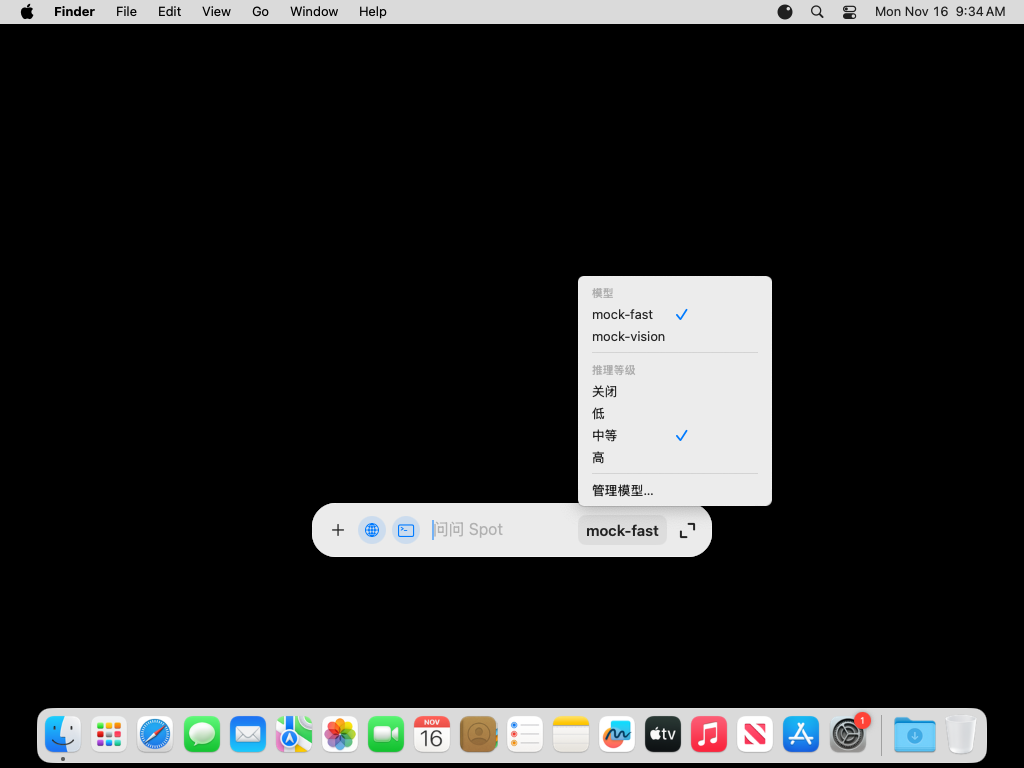 Finder File Edit View Go Window Help Mon Nov 16 9:34 AM
模型
mock-fast
mock-vision
推理等级
关闭
低
中等
高
管理模型...
问问 Spot mock-fast
NOV
16
tv
1